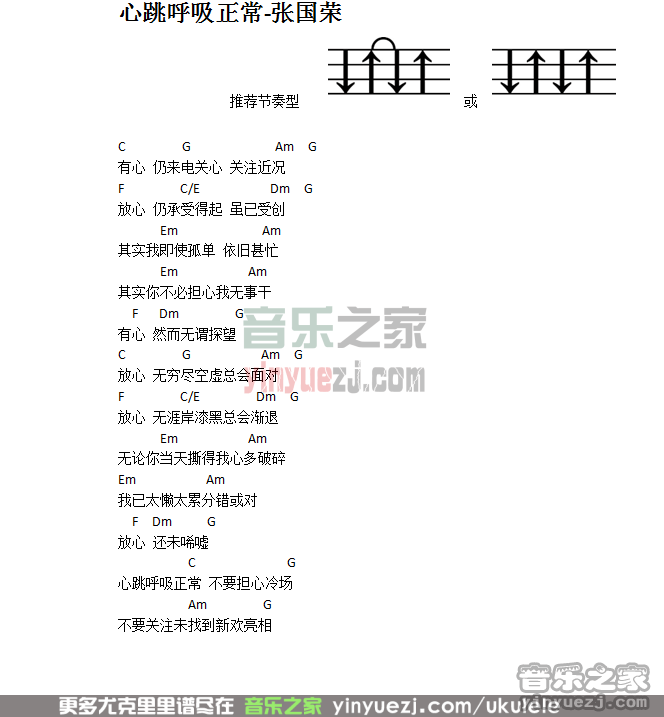 心跳呼吸正常-张国荣
推荐节奏型 或
C G Am G
有心 仍来电关心 关注近况
F C/E Dm G
放心 仍承受得起 虽已受创
Em Am
其实我即使孤单 依旧甚忙
Em Am
其实你不必担心我无事干
F Dm G
有心 然而无谓探望
C G Am G
放心 无穷尽空虚总会面对
F C/E Dm G
放心 无涯岸漆黑总会渐退
Em Am
无论你当天撕得我心多破碎
Em Am
我已太懒太累分错或对
F Dm G
放心 还未唏嘘
C G
心跳呼吸正常 不要担心冷场
Am G
不要关注未找到新欢亮相
音乐之家
yinyuezj.com
音乐之家
YINYUEZJ.COM
更多尤克里里谱尽在 音乐之家 yinyuezj.com/ukulele